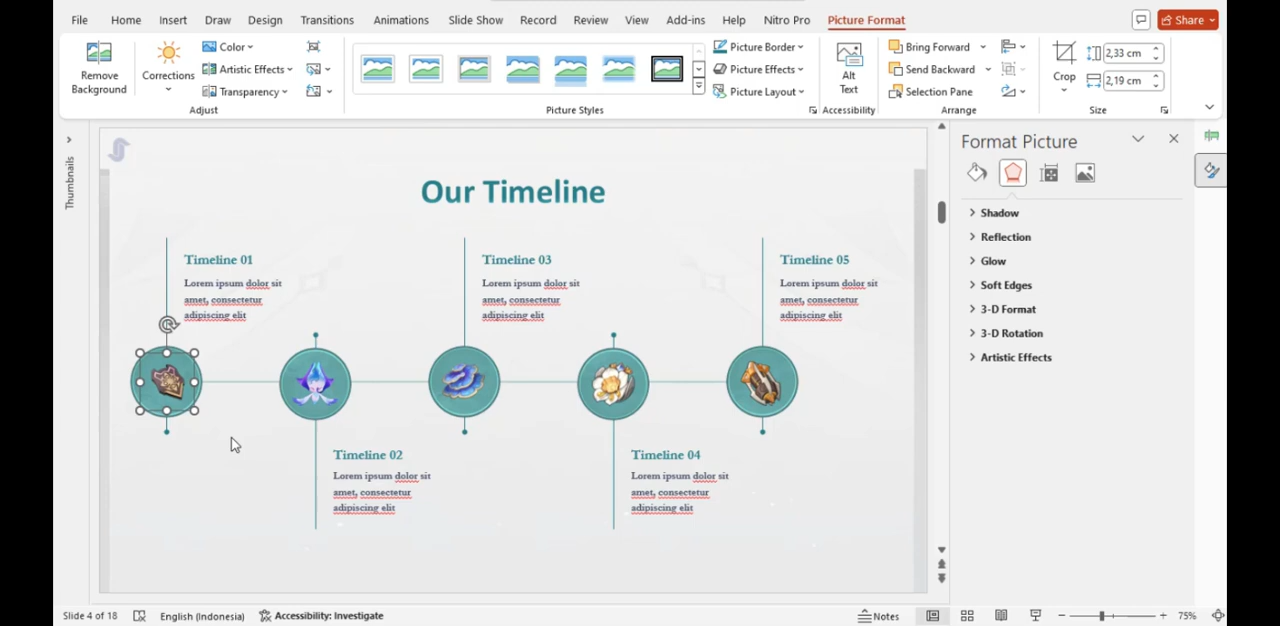 File Home Insert Draw Design Transitions Animations Slide Show Record Review View Add-ins Help Nitro Pro Picture Format Share
Remove Background
Corrections
Color
Artistic Effects
Transparency
Adjust
Picture Styles
Picture Border
Picture Effects
Picture Layout
Alt Text
Accessibility
Bring Forward
Send Backward
Selection Pane
Arrange
Crop
2,33 cm
2,19 cm
Size
Thumbnails
Our Timeline
Timeline 01
Lorem ipsum dolor sit
amet, consectetur
adipiscing elit
Timeline 03
Lorem ipsum dolor sit
amet, consectetur
adipiscing elit
Timeline 05
Lorem ipsum dolor sit
amet, consectetur
adipiscing elit
Timeline 02
Lorem ipsum dolor sit
amet, consectetur
adipiscing elit
Timeline 04
Lorem ipsum dolor sit
amet, consectetur
adipiscing elit
Format Picture
Shadow
Reflection
Glow
Soft Edges
3-D Format
3-D Rotation
Artistic Effects
Slide 4 of 18 English (Indonesia) Accessibility: Investigate Notes 75%